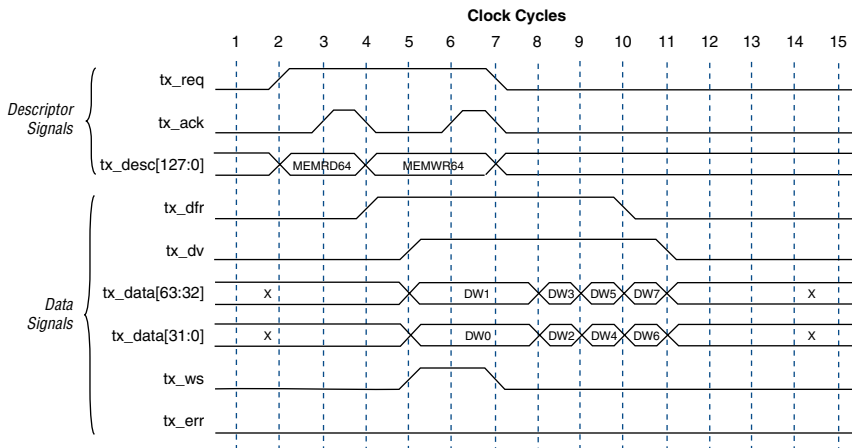 Clock Cycles
1 2 3 4 5 6 7 8 9 10 11 12 13 14 15
Descriptor
Signals
tx_req
tx_ack
tx_desc[127:0] MEMRD64 MEMWR64
Data
Signals
tx_dfr
tx_dv
tx_data[63:32] X DW1 DW3 DW5 DW7 X
tx_data[31:0] X DW0 DW2 DW4 DW6 X
tx_ws
tx_err